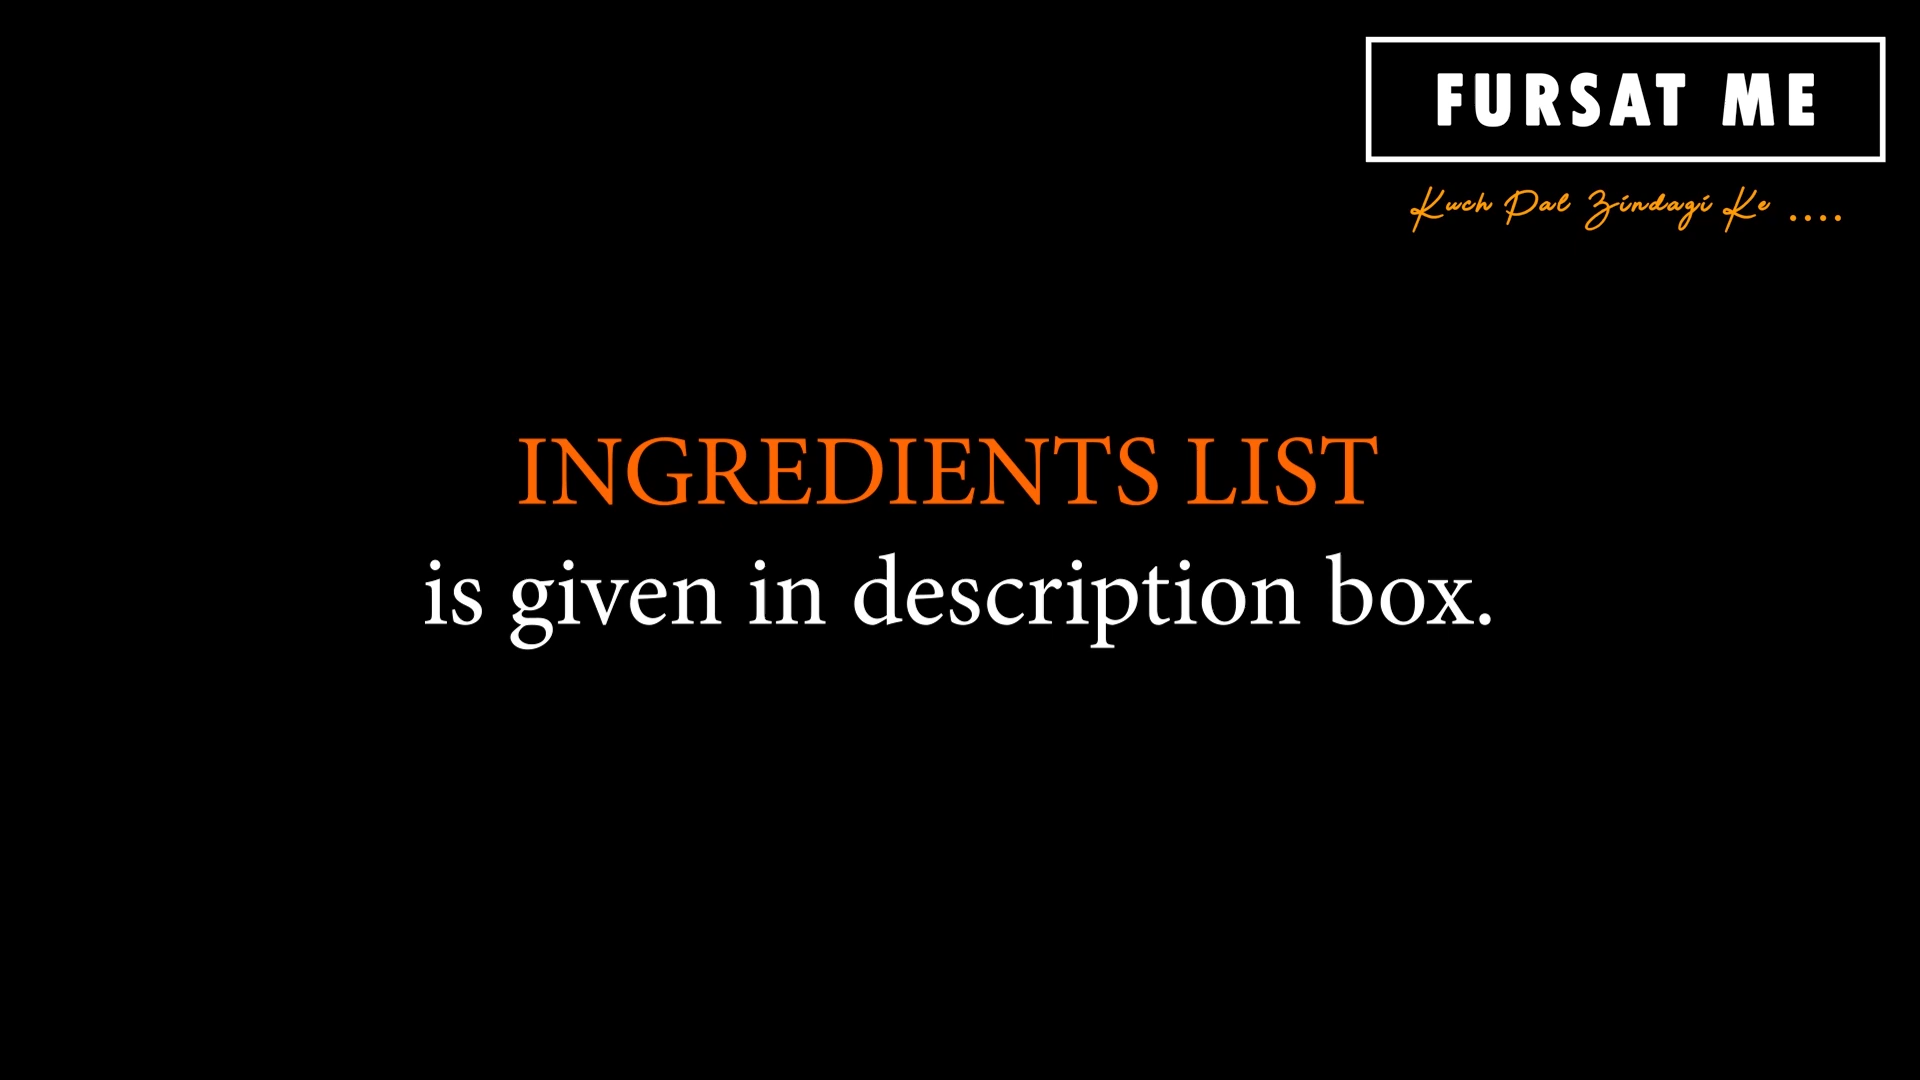 FURSAT ME
Kuch Pal Zindagi Ke ....
INGREDIENTS LIST
is given in description box.